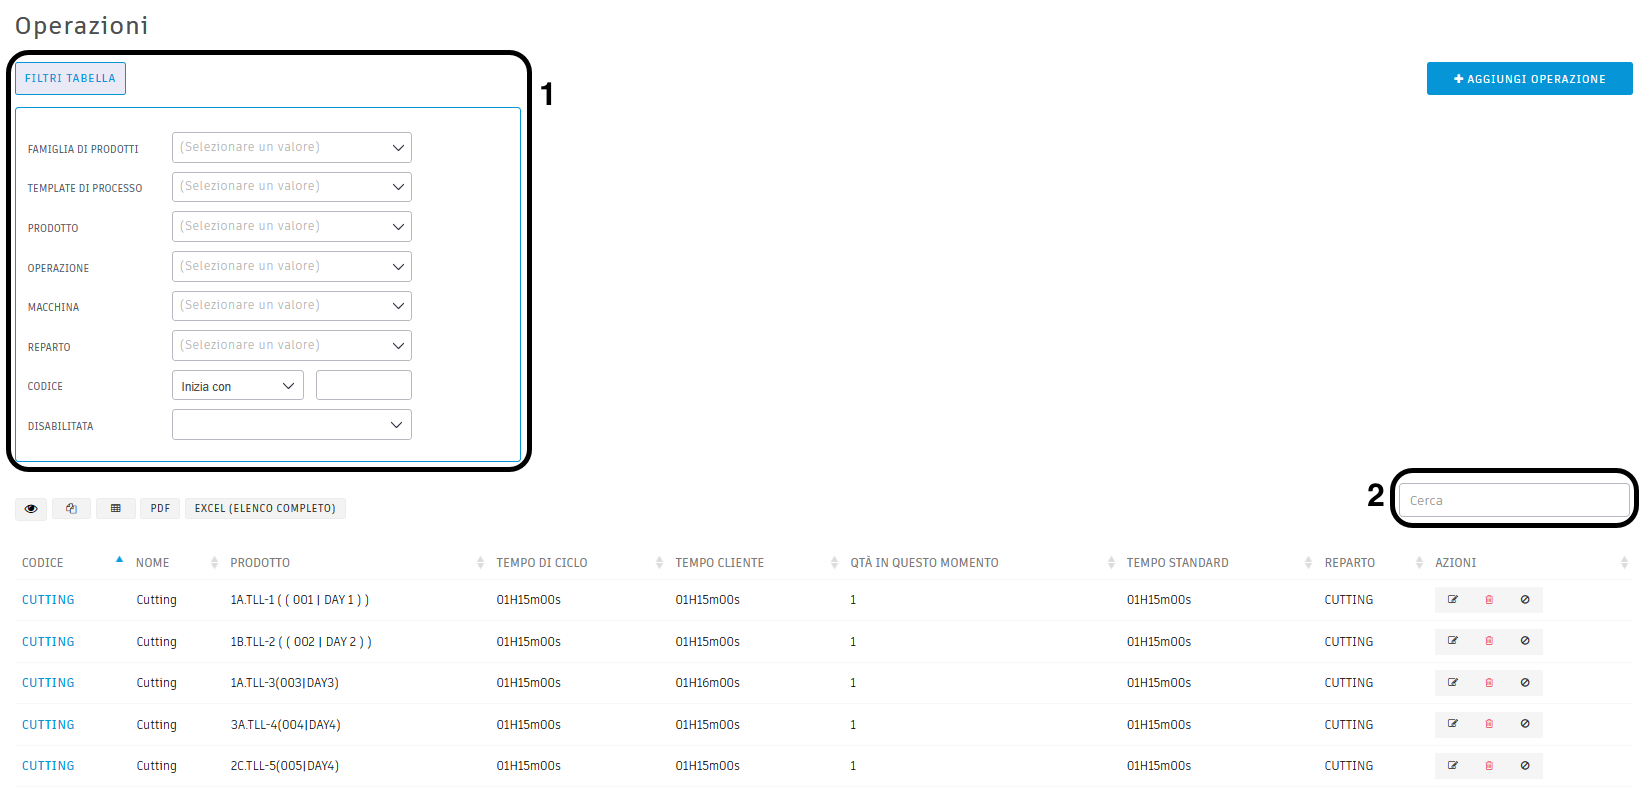 Operazioni
FILTRI TABELLA
1
AGGIUNGI OPERAZIONE
FAMIGLIA DI PRODOTTI (Selezionare un valore)
TEMPLATE DI PROCESSO (Selezionare un valore)
PRODOTTO (Selezionare un valore)
OPERAZIONE (Selezionare un valore)
MACCHINA (Selezionare un valore)
REPARTO (Selezionare un valore)
CODICE Inizia con
DISABILITATA
2
Cerca
PDF EXCEL (ELENCO COMPLETO)
CODICE NOME PRODOTTO TEMPO DI CICLO TEMPO CLIENTE QTÀ IN QUESTO MOMENTO TEMPO STANDARD REPARTO AZIONI
CUTTING Cutting 1A.TLL-1 ( ( 001 | DAY 1 ) ) 01H15m00s 01H15m00s 1 01H15m00s CUTTING
CUTTING Cutting 1B.TLL-2 ( ( 002 | DAY 2 ) ) 01H15m00s 01H15m00s 1 01H15m00s CUTTING
CUTTING Cutting 1A.TLL-3(003|DAY3) 01H15m00s 01H16m00s 1 01H15m00s CUTTING
CUTTING Cutting 3A.TLL-4(004|DAY4) 01H15m00s 01H15m00s 1 01H15m00s CUTTING
CUTTING Cutting 2C.TLL-5(005|DAY4) 01H15m00s 01H15m00s 1 01H15m00s CUTTING